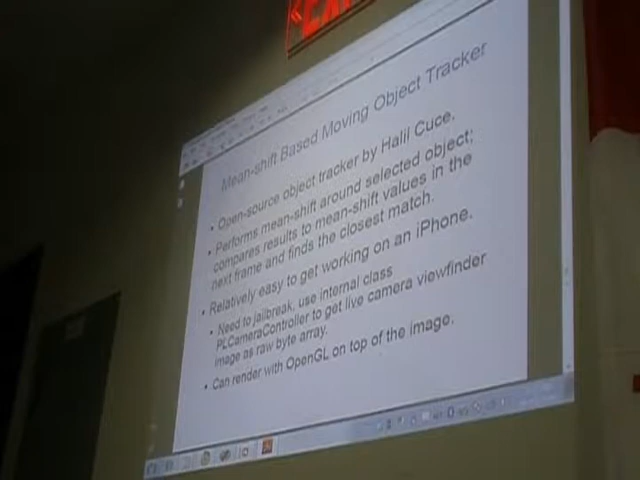 EXIT
Mean-shift Based Moving Object Tracker
• Open-source object tracker by Halil Cuce.
• Performs mean-shift around selected object;
compares results to mean-shift values in the
next frame and finds the closest match.
• Relatively easy to get working on an iPhone.
• Need to jailbreak, use internal class
PLCameraController to get live camera viewfinder
image as raw byte array.
• Can render with OpenGL on top of the image.